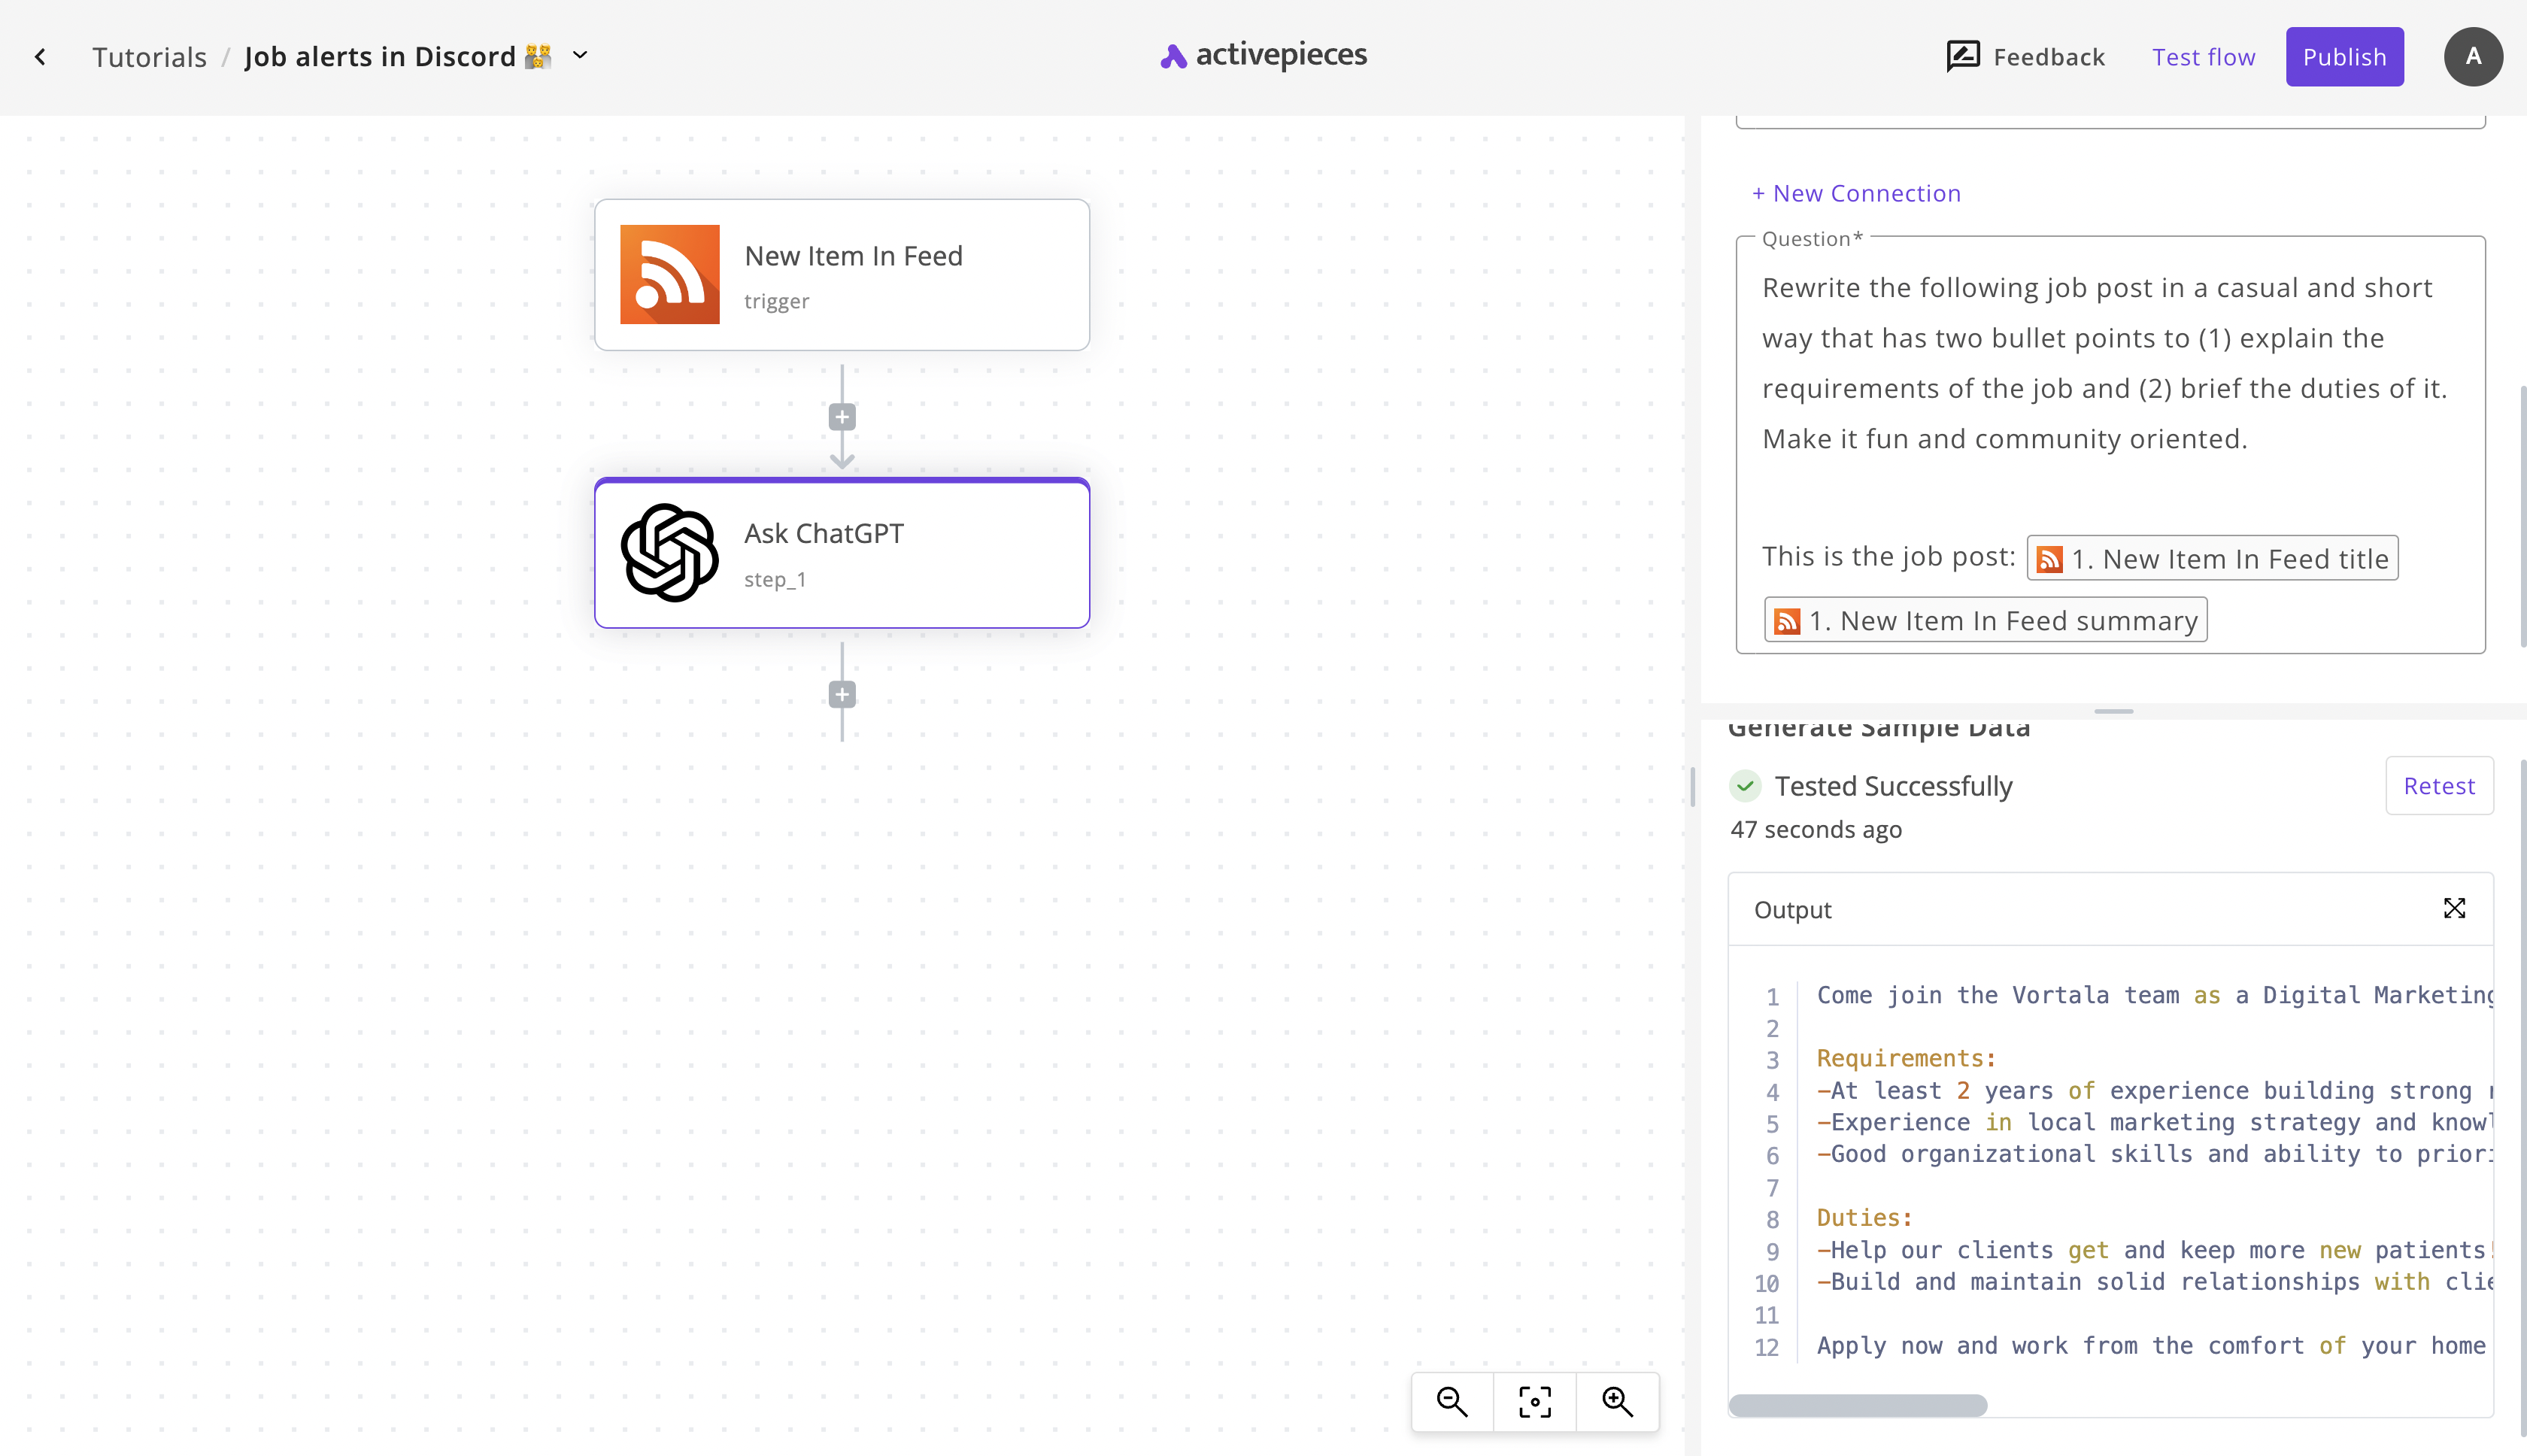 Tutorials / Job alerts in Discord
activepieces
Feedback
Test flow
Publish
A
New Item In Feed
trigger
Ask ChatGPT
step_1
+ New Connection
Question*
Rewrite the following job post in a casual and short
way that has two bullet points to (1) explain the
requirements of the job and (2) brief the duties of it.
Make it fun and community oriented.
This is the job post: 1. New Item In Feed title
1. New Item In Feed summary
Generate Sample Data
Tested Successfully
Retest
47 seconds ago
Output
1 Come join the Vortala team as a Digital Marketing
2
3 Requirements:
4 -At least 2 years of experience building strong
5 -Experience in local marketing strategy and
6 -Good organizational skills and ability to
7
8 Duties:
9 -Help our clients get and keep more new patients
10 -Build and maintain solid relationships with
11
12 Apply now and work from the comfort of your home